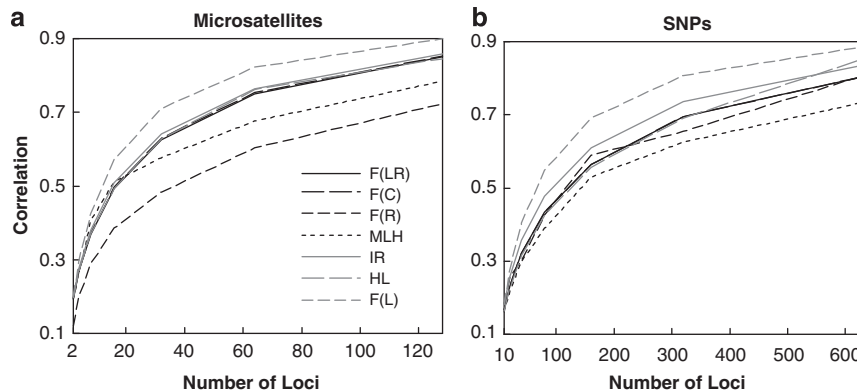 a Microsatellites
Correlation
0.9
0.7
0.5
0.3
0.1
2 20 40 60 80 100 120
Number of Loci
F(LR)
F(C)
F(R)
MLH
IR
HL
F(L)
b SNPs
0.9
0.7
0.5
0.3
0.1
10 100 200 300 400 500 600
Number of Loci